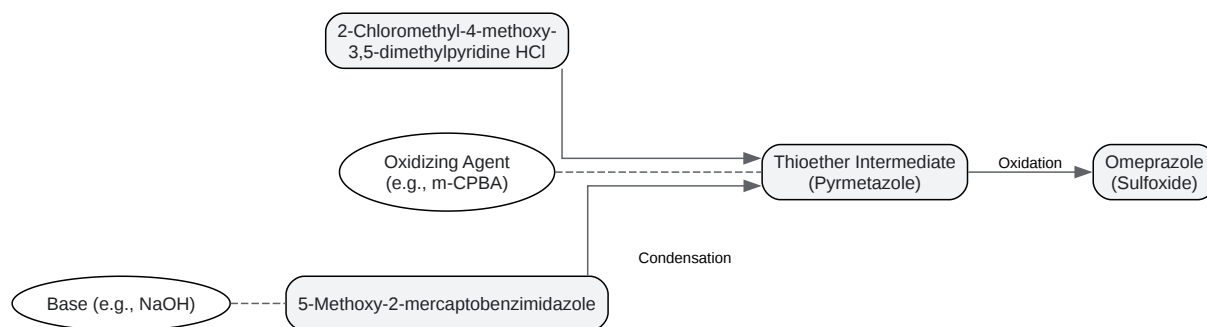 2-Chloromethyl-4-methoxy-
3,5-dimethylpyridine HCl
Oxidizing Agent
(e.g., m-CPBA)
Thioether Intermediate
(Pyrmetazole)
Oxidation
Omeprazole
(Sulfoxide)
Condensation
Base (e.g., NaOH)
5-Methoxy-2-mercaptobenzimidazole